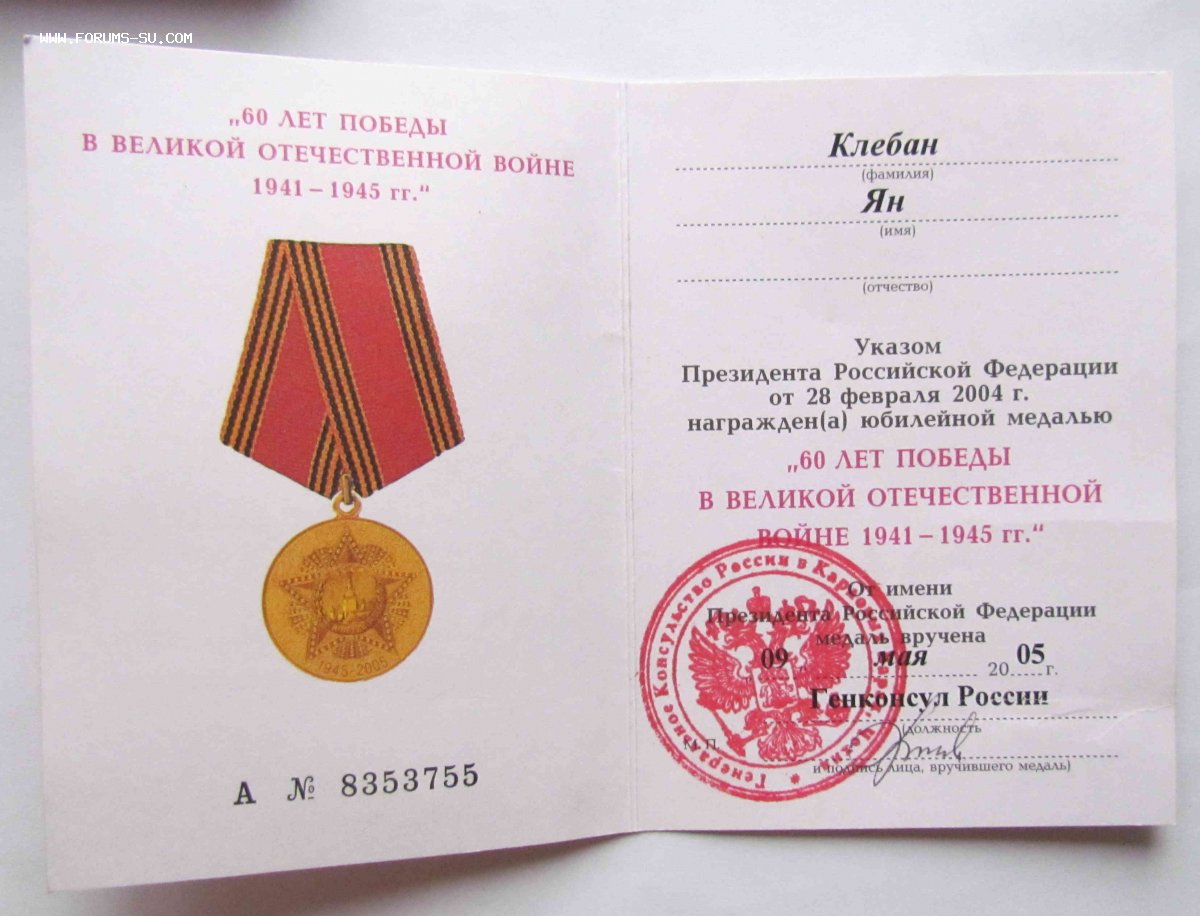 www.forums-su.com
„60 ЛЕТ ПОБЕДЫ
В ВЕЛИКОЙ ОТЕЧЕСТВЕННОЙ ВОЙНЕ
1941 – 1945 гг.“
1945-2005
А № 8353755
Клебан
(фамилия)
Ян
(имя)
(отчество)
Указом
Президента Российской Федерации
от 28 февраля 2004 г.
награжден(а) юбилейной медалью
„60 ЛЕТ ПОБЕДЫ
В ВЕЛИКОЙ ОТЕЧЕСТВЕННОЙ
ВОЙНЕ 1941 – 1945 гг.“
От имени
Президента Российской Федерации
медаль вручена
09 мая 2005 г.
Генконсул России
(должность
М.П.
и подпись лица, вручившего медаль)
Генеральное Консульство России в Карловых Чехия